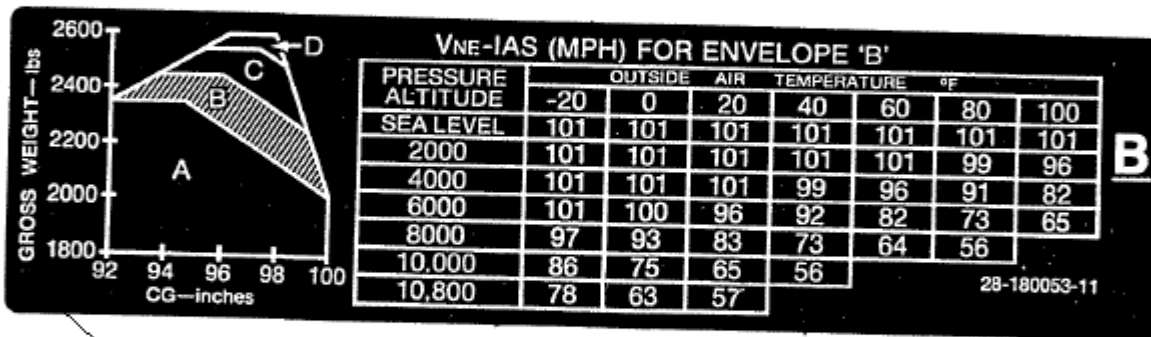 2600
2400
2200
2000
1800
GROSS WEIGHT—lbs
D
C
B
A
92 94 96 98 100
CG—inches
VNE-IAS (MPH) FOR ENVELOPE 'B'
PRESSURE ALTITUDE
OUTSIDE AIR TEMPERATURE °F
-20 0 20 40 60 80 100
SEA LEVEL 101 101 101 101 101 101 101
2000 101 101 101 101 101 99 96
4000 101 101 101 99 96 91 82
6000 101 100 96 92 82 73 65
8000 97 93 83 73 64 56
10,000 86 75 65 56
10,800 78 63 57
28-180053-11
B